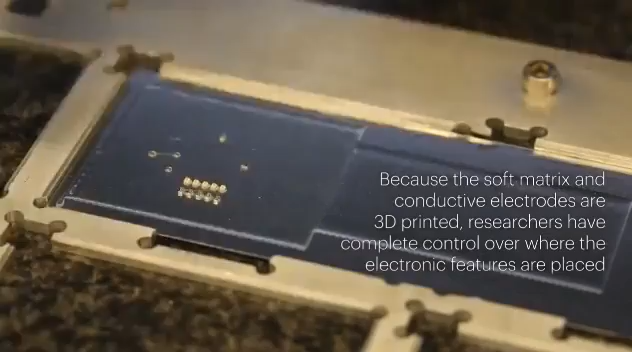 Because the soft matrix and
conductive electrodes are
3D printed, researchers have
complete control over where the
electronic features are placed